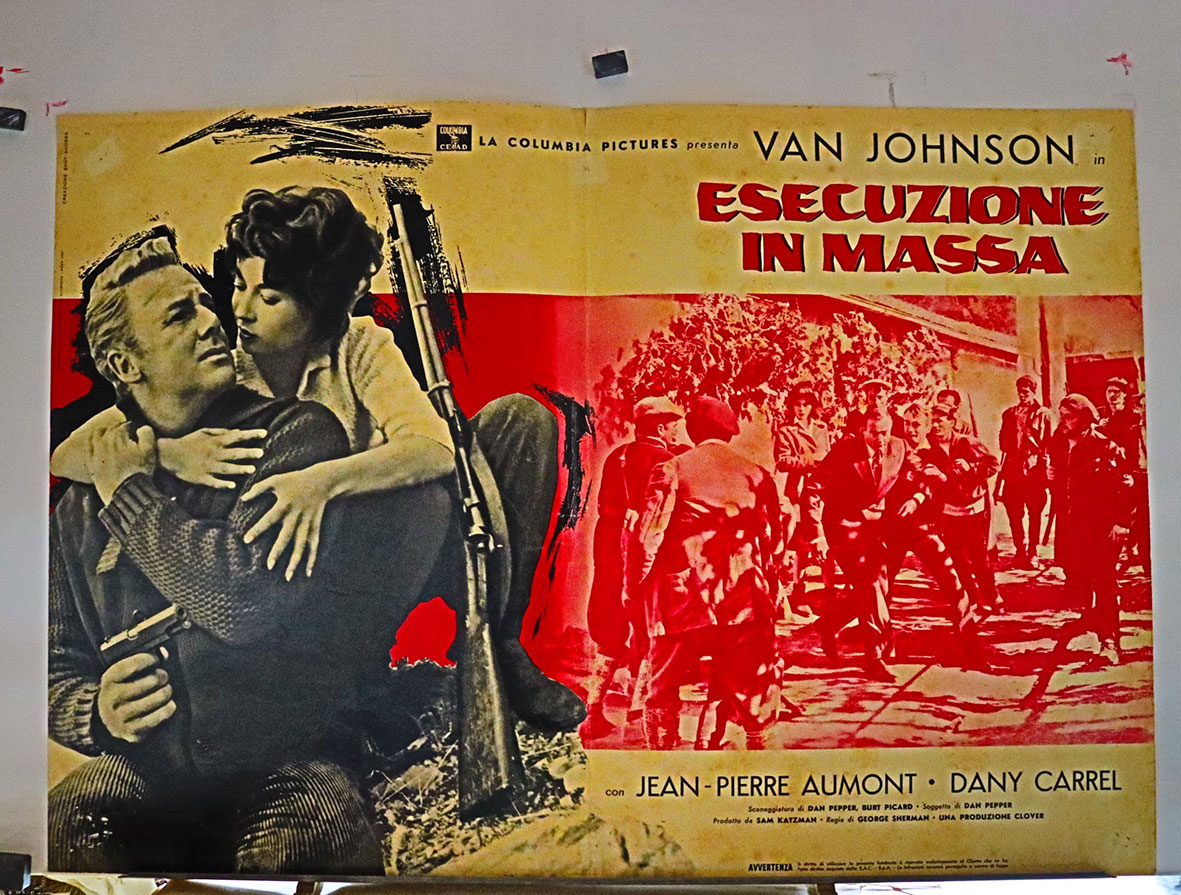 COLUMBIA
CEIAD
LA COLUMBIA PICTURES presenta
VAN JOHNSON in
ESECUZIONE
IN MASSA
con JEAN-PIERRE AUMONT • DANY CARREL
Sceneggiatura di DAN PEPPER, BURT PICARD • Soggetto di DAN PEPPER
Prodotto da SAM KATZMAN • Regia di GEORGE SHERMAN • UNA PRODUZIONE CLOVER
AVVERTENZA